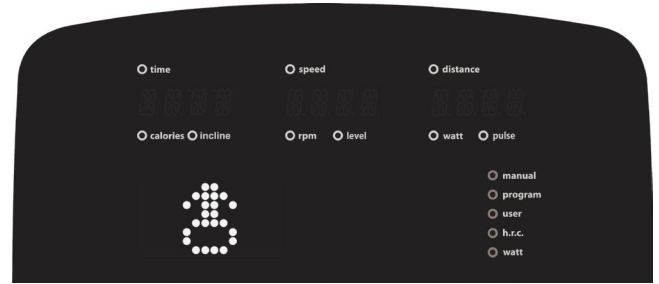 time speed distance
calories incline rpm level watt pulse
manual
program
user
h.r.c.
watt